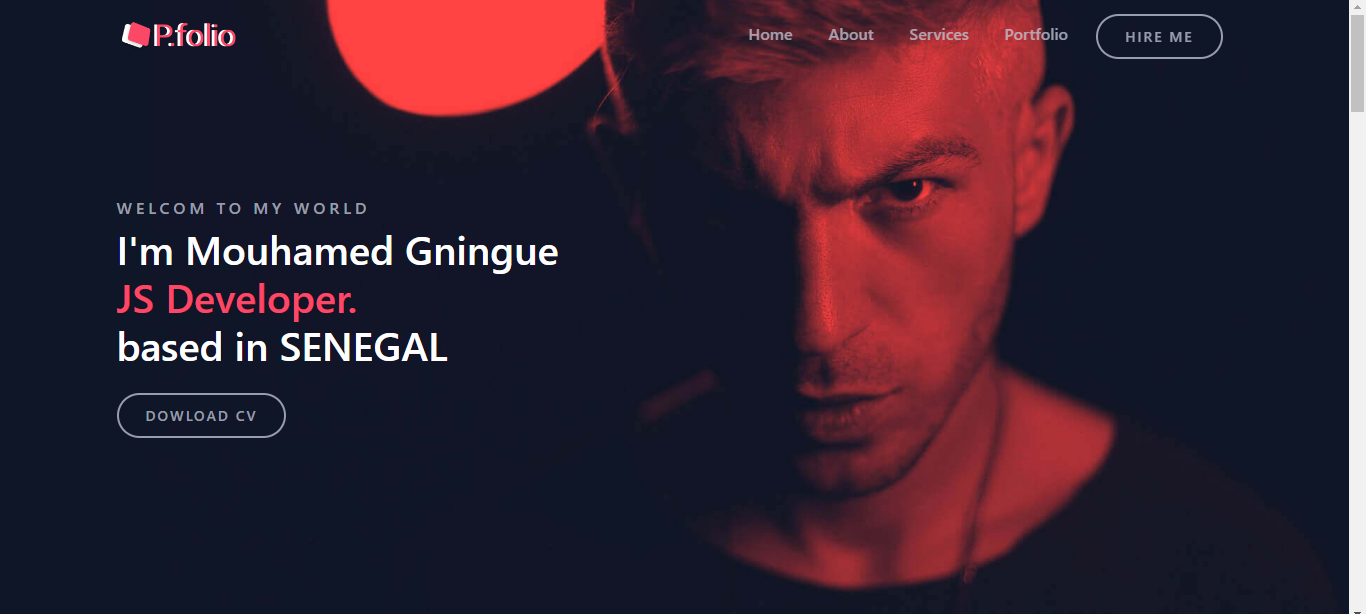 P.folio
Home About Services Portfolio HIRE ME
WELCOM TO MY WORLD
I'm Mouhamed Gningue
JS Developer.
based in SENEGAL
DOWLOAD CV